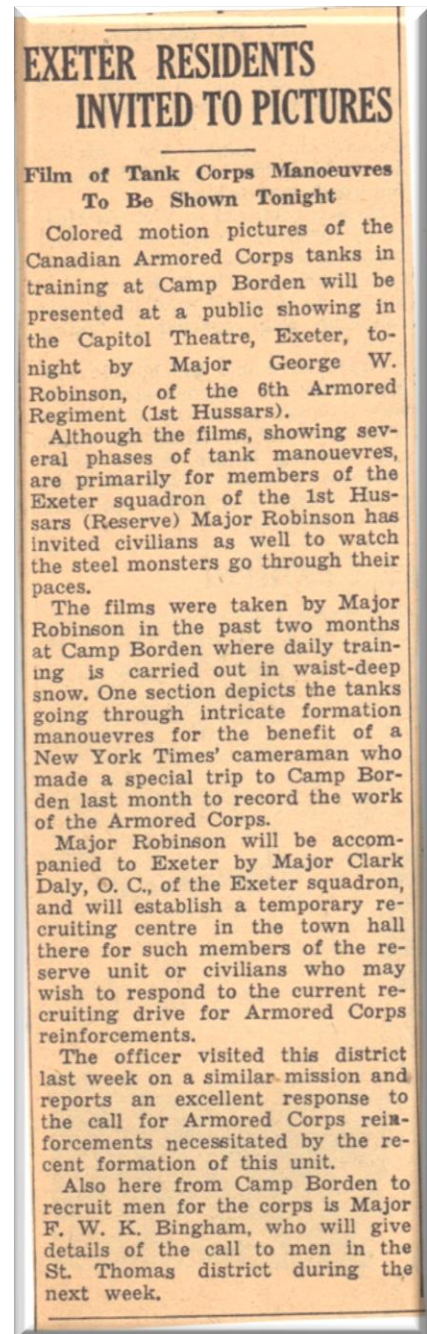 EXETER RESIDENTS
INVITED TO PICTURES
Film of Tank Corps Manoeuvres
To Be Shown Tonight
Colored motion pictures of the
Canadian Armored Corps tanks in
training at Camp Borden will be
presented at a public showing in
the Capitol Theatre, Exeter, to-
night by Major George W.
Robinson, of the 6th Armored
Regiment (1st Hussars).
Although the films, showing sev-
eral phases of tank manouevres,
are primarily for members of the
Exeter squadron of the 1st Hus-
sars (Reserve) Major Robinson has
invited civilians as well to watch
the steel monsters go through their
paces.
The films were taken by Major
Robinson in the past two months
at Camp Borden where daily train-
ing is carried out in waist-deep
snow. One section depicts the tanks
going through intricate formation
manouevres for the benefit of a
New York Times' cameraman who
made a special trip to Camp Bor-
den last month to record the work
of the Armored Corps.
Major Robinson will be accom-
panied to Exeter by Major Clark
Daly, O. C., of the Exeter squadron,
and will establish a temporary re-
cruiting centre in the town hall
there for such members of the re-
serve unit or civilians who may
wish to respond to the current re-
cruiting drive for Armored Corps
reinforcements.
The officer visited this district
last week on a similar mission and
reports an excellent response to
the call for Armored Corps rein-
forcements necessitated by the re-
cent formation of this unit.
Also here from Camp Borden to
recruit men for the corps is Major
F. W. K. Bingham, who will give
details of the call to men in the
St. Thomas district during the
next week.